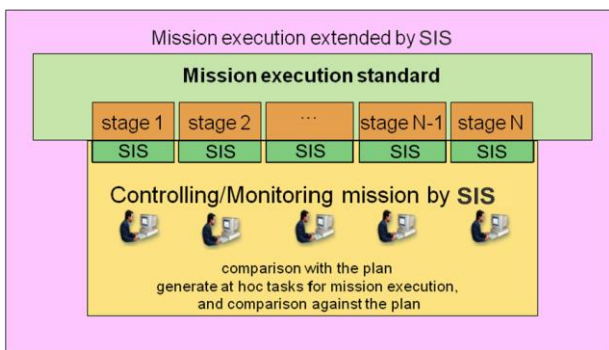 Mission execution extended by SIS
Mission execution standard
stage 1 stage 2 ... stage N-1 stage N
SIS SIS SIS SIS SIS
Controlling/Monitoring mission by SIS
comparison with the plan
generate at hoc tasks for mission execution,
and comparison against the plan